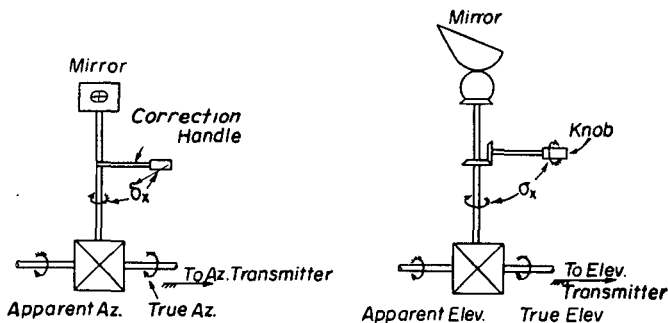 Mirror
Correction
Handle
σx
To Az. Transmitter
Apparent Az. True Az.
Mirror
Knob
σx
To Elev.
Transmitter
Apparent Elev. True Elev